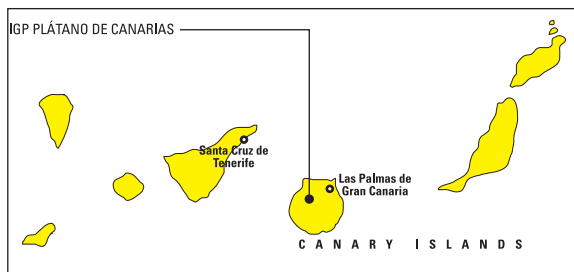 IGP PLÁTANO DE CANARIAS
Santa Cruz de
Tenerife
Las Palmas de
Gran Canaria
CANARY ISLANDS